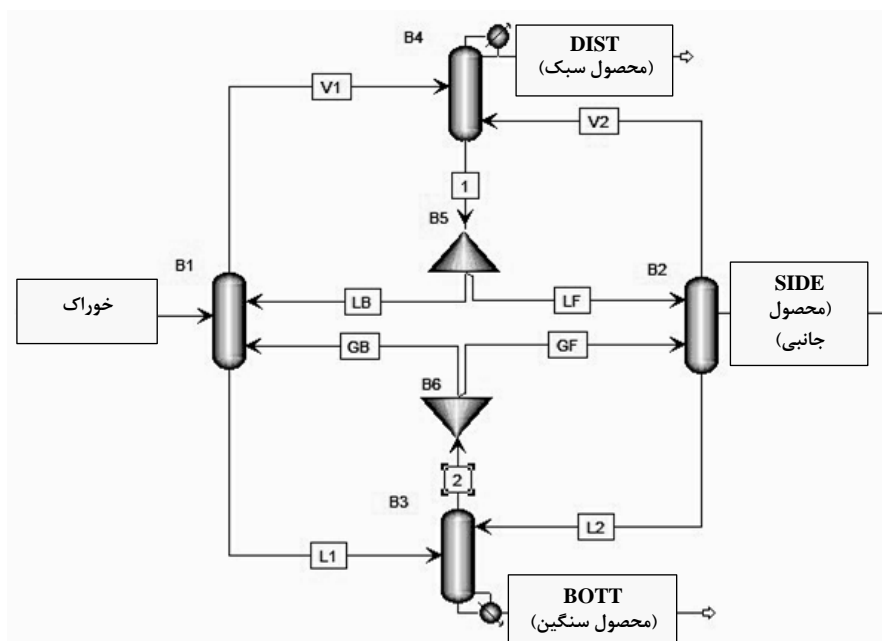 B4
DIST
(محصول سبک)
V1
V2
1
B5
B1
B2
خوراک
LB
LF
SIDE
(محصول
جانبی)
GB
GF
B6
2
B3
L1
L2
BOTT
(محصول سنگین)